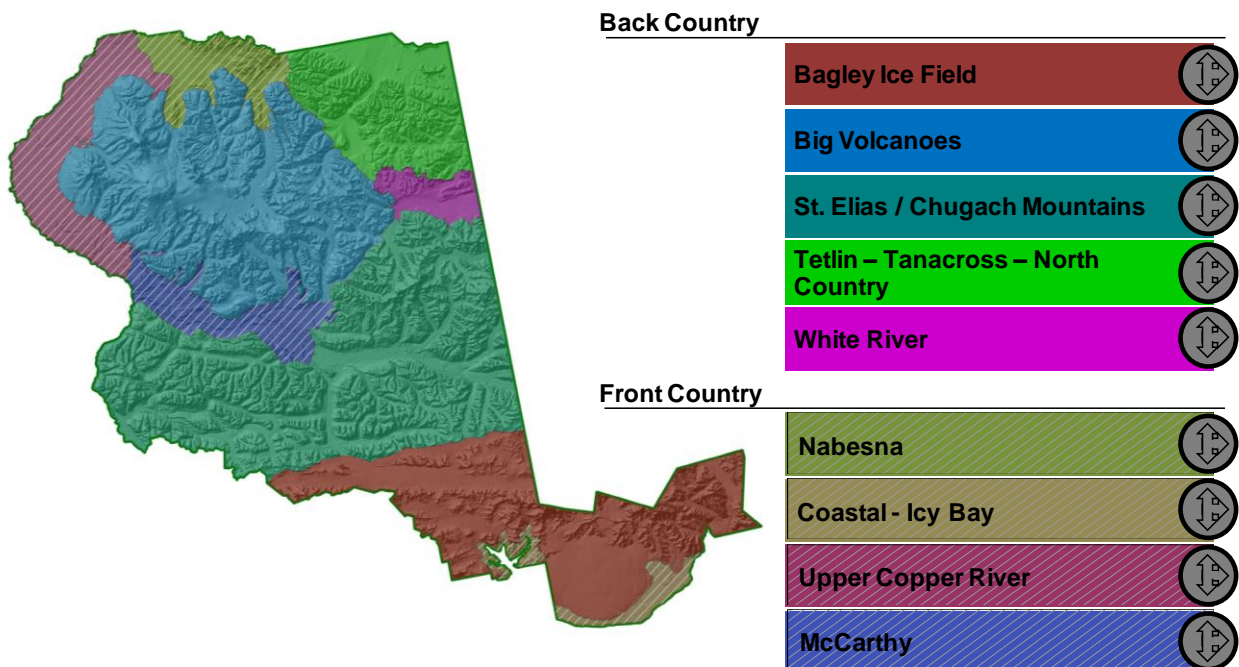 Back Country
Bagley Ice Field
Big Volcanoes
St. Elias / Chugach Mountains
Tetlin – Tanacross – North
Country
White River
Front Country
Nabesna
Coastal - Icy Bay
Upper Copper River
McCarthy